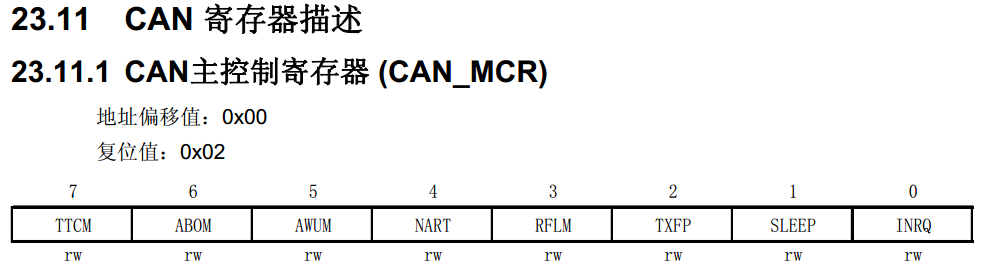 23.11 CAN 寄存器描述
23.11.1 CAN主控制寄存器 (CAN_MCR)
地址偏移值：0x00
复位值：0x02
7 6 5 4 3 2 1 0
TTCM ABOM AWUM NART RFLM TXFP SLEEP INRQ
rw rw rw rw rw rw rw rw